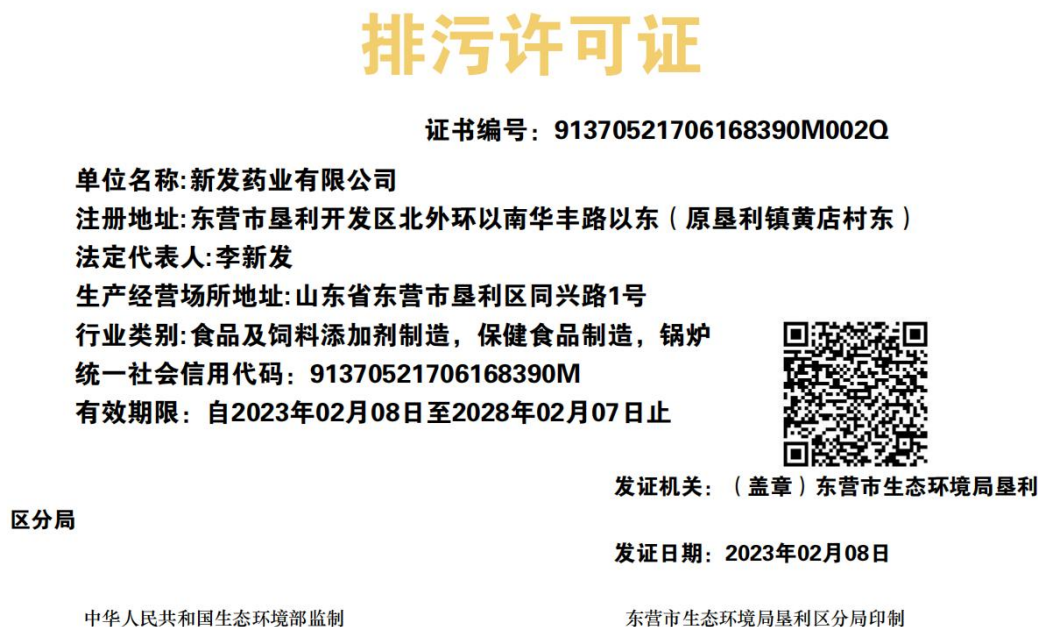 排污许可证
证书编号：91370521706168390M002Q
单位名称:新发药业有限公司
注册地址:东营市垦利开发区北外环以南华丰路以东（原垦利镇黄店村东）
法定代表人:李新发
生产经营场所地址:山东省东营市垦利区同兴路1号
行业类别:食品及饲料添加剂制造，保健食品制造，锅炉
统一社会信用代码：91370521706168390M
有效期限：自2023年02月08日至2028年02月07日止
发证机关：（盖章）东营市生态环境局垦利
区分局
发证日期：2023年02月08日
中华人民共和国生态环境部监制
东营市生态环境局垦利区分局印制